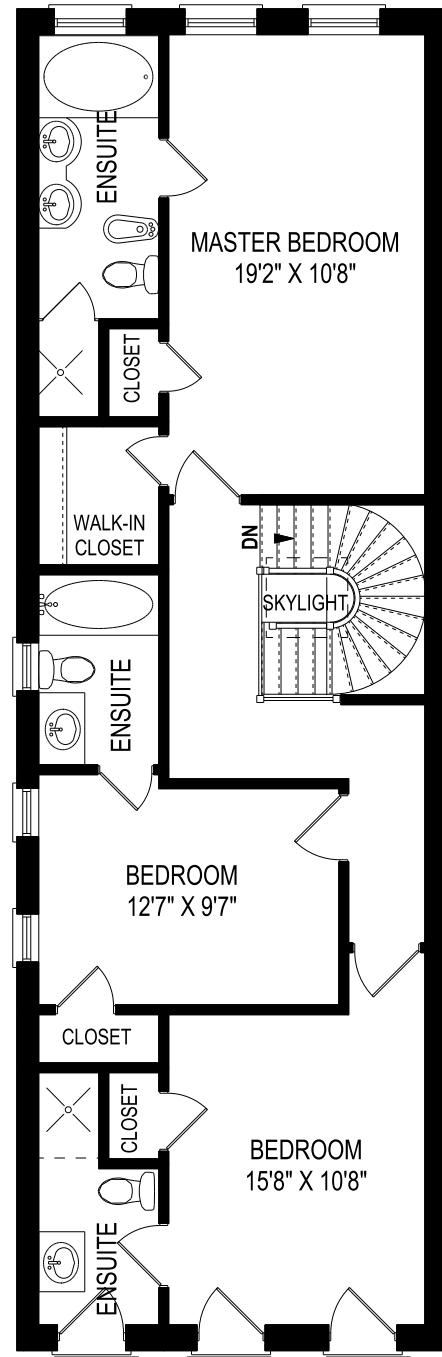 ENSUITE
MASTER BEDROOM
19'2" X 10'8"
CLOSET
WALK-IN
CLOSET
DN
SKYLIGHT
ENSUITE
BEDROOM
12'7" X 9'7"
CLOSET
CLOSET
BEDROOM
15'8" X 10'8"
ENSUITE